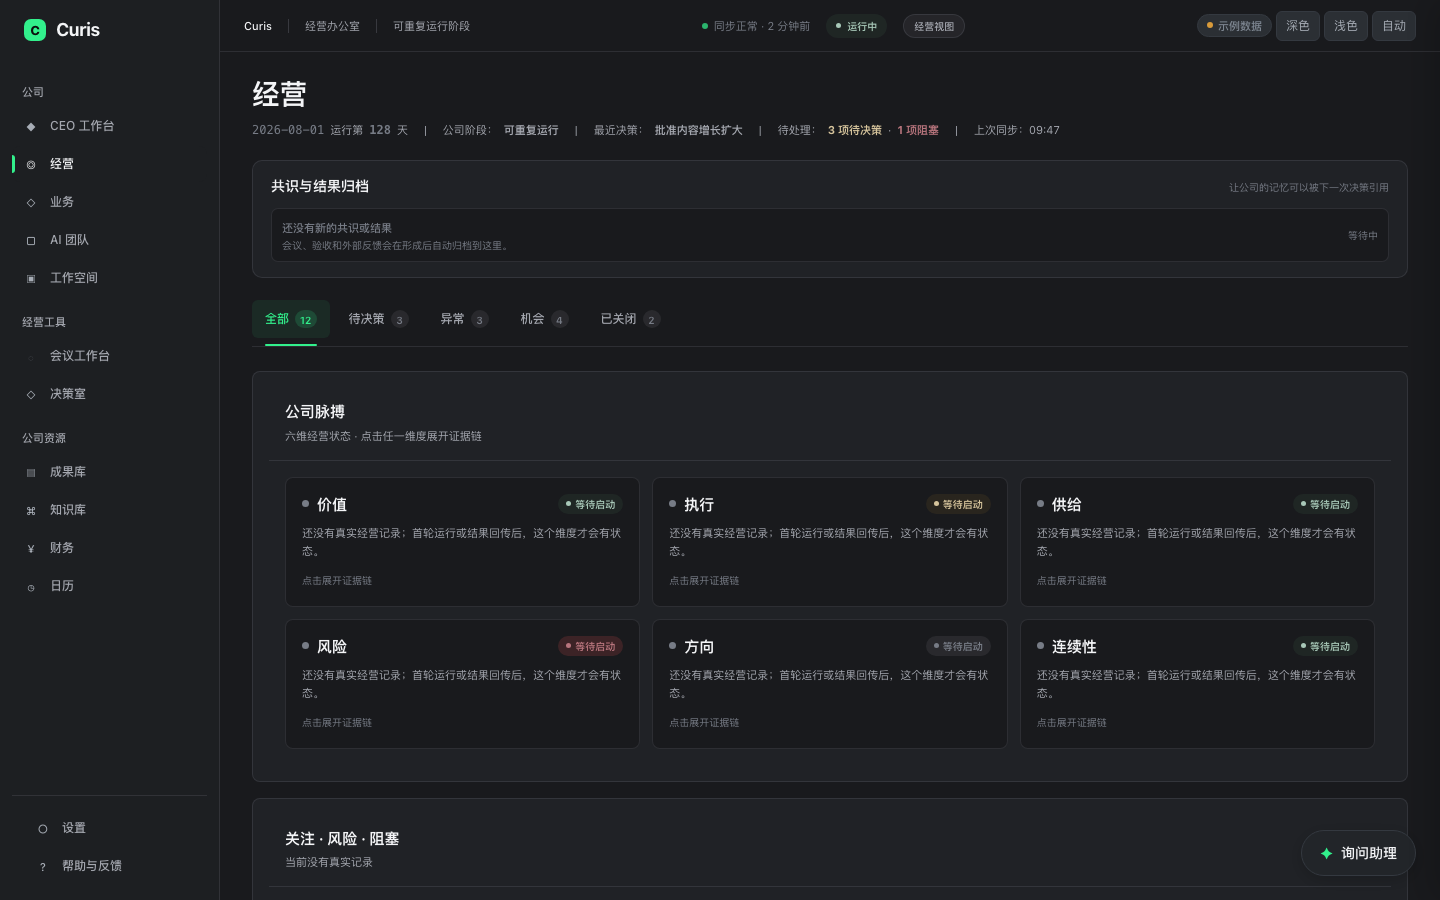 C Curis
公司
CEO 工作台
经营
业务
AI 团队
工作空间
经营工具
会议工作台
决策室
公司资源
成果库
知识库
¥ 财务
日历
设置
? 帮助与反馈
Curis 经营办公室 可重复运行阶段
同步正常 · 2 分钟前 运行中 经营视图
示例数据 深色 浅色 自动
经营
2026-08-01 运行第 128 天 | 公司阶段： 可重复运行 | 最近决策： 批准内容增长扩大 | 待处理： 3 项待决策 · 1 项阻塞 | 上次同步：09:47
共识与结果归档 让公司的记忆可以被下一次决策引用
还没有新的共识或结果
会议、验收和外部反馈会在形成后自动归档到这里。
等待中
全部 12 待决策 3 异常 3 机会 4 已关闭 2
公司脉搏
六维经营状态 · 点击任一维度展开证据链
价值 等待启动
还没有真实经营记录；首轮运行或结果回传后，这个维度才会有状
态。
点击展开证据链
执行 等待启动
还没有真实经营记录；首轮运行或结果回传后，这个维度才会有状
态。
点击展开证据链
供给 等待启动
还没有真实经营记录；首轮运行或结果回传后，这个维度才会有状
态。
点击展开证据链
风险 等待启动
还没有真实经营记录；首轮运行或结果回传后，这个维度才会有状
态。
点击展开证据链
方向 等待启动
还没有真实经营记录；首轮运行或结果回传后，这个维度才会有状
态。
点击展开证据链
连续性 等待启动
还没有真实经营记录；首轮运行或结果回传后，这个维度才会有状
态。
点击展开证据链
关注 · 风险 · 阻塞
当前没有真实记录
询问助理